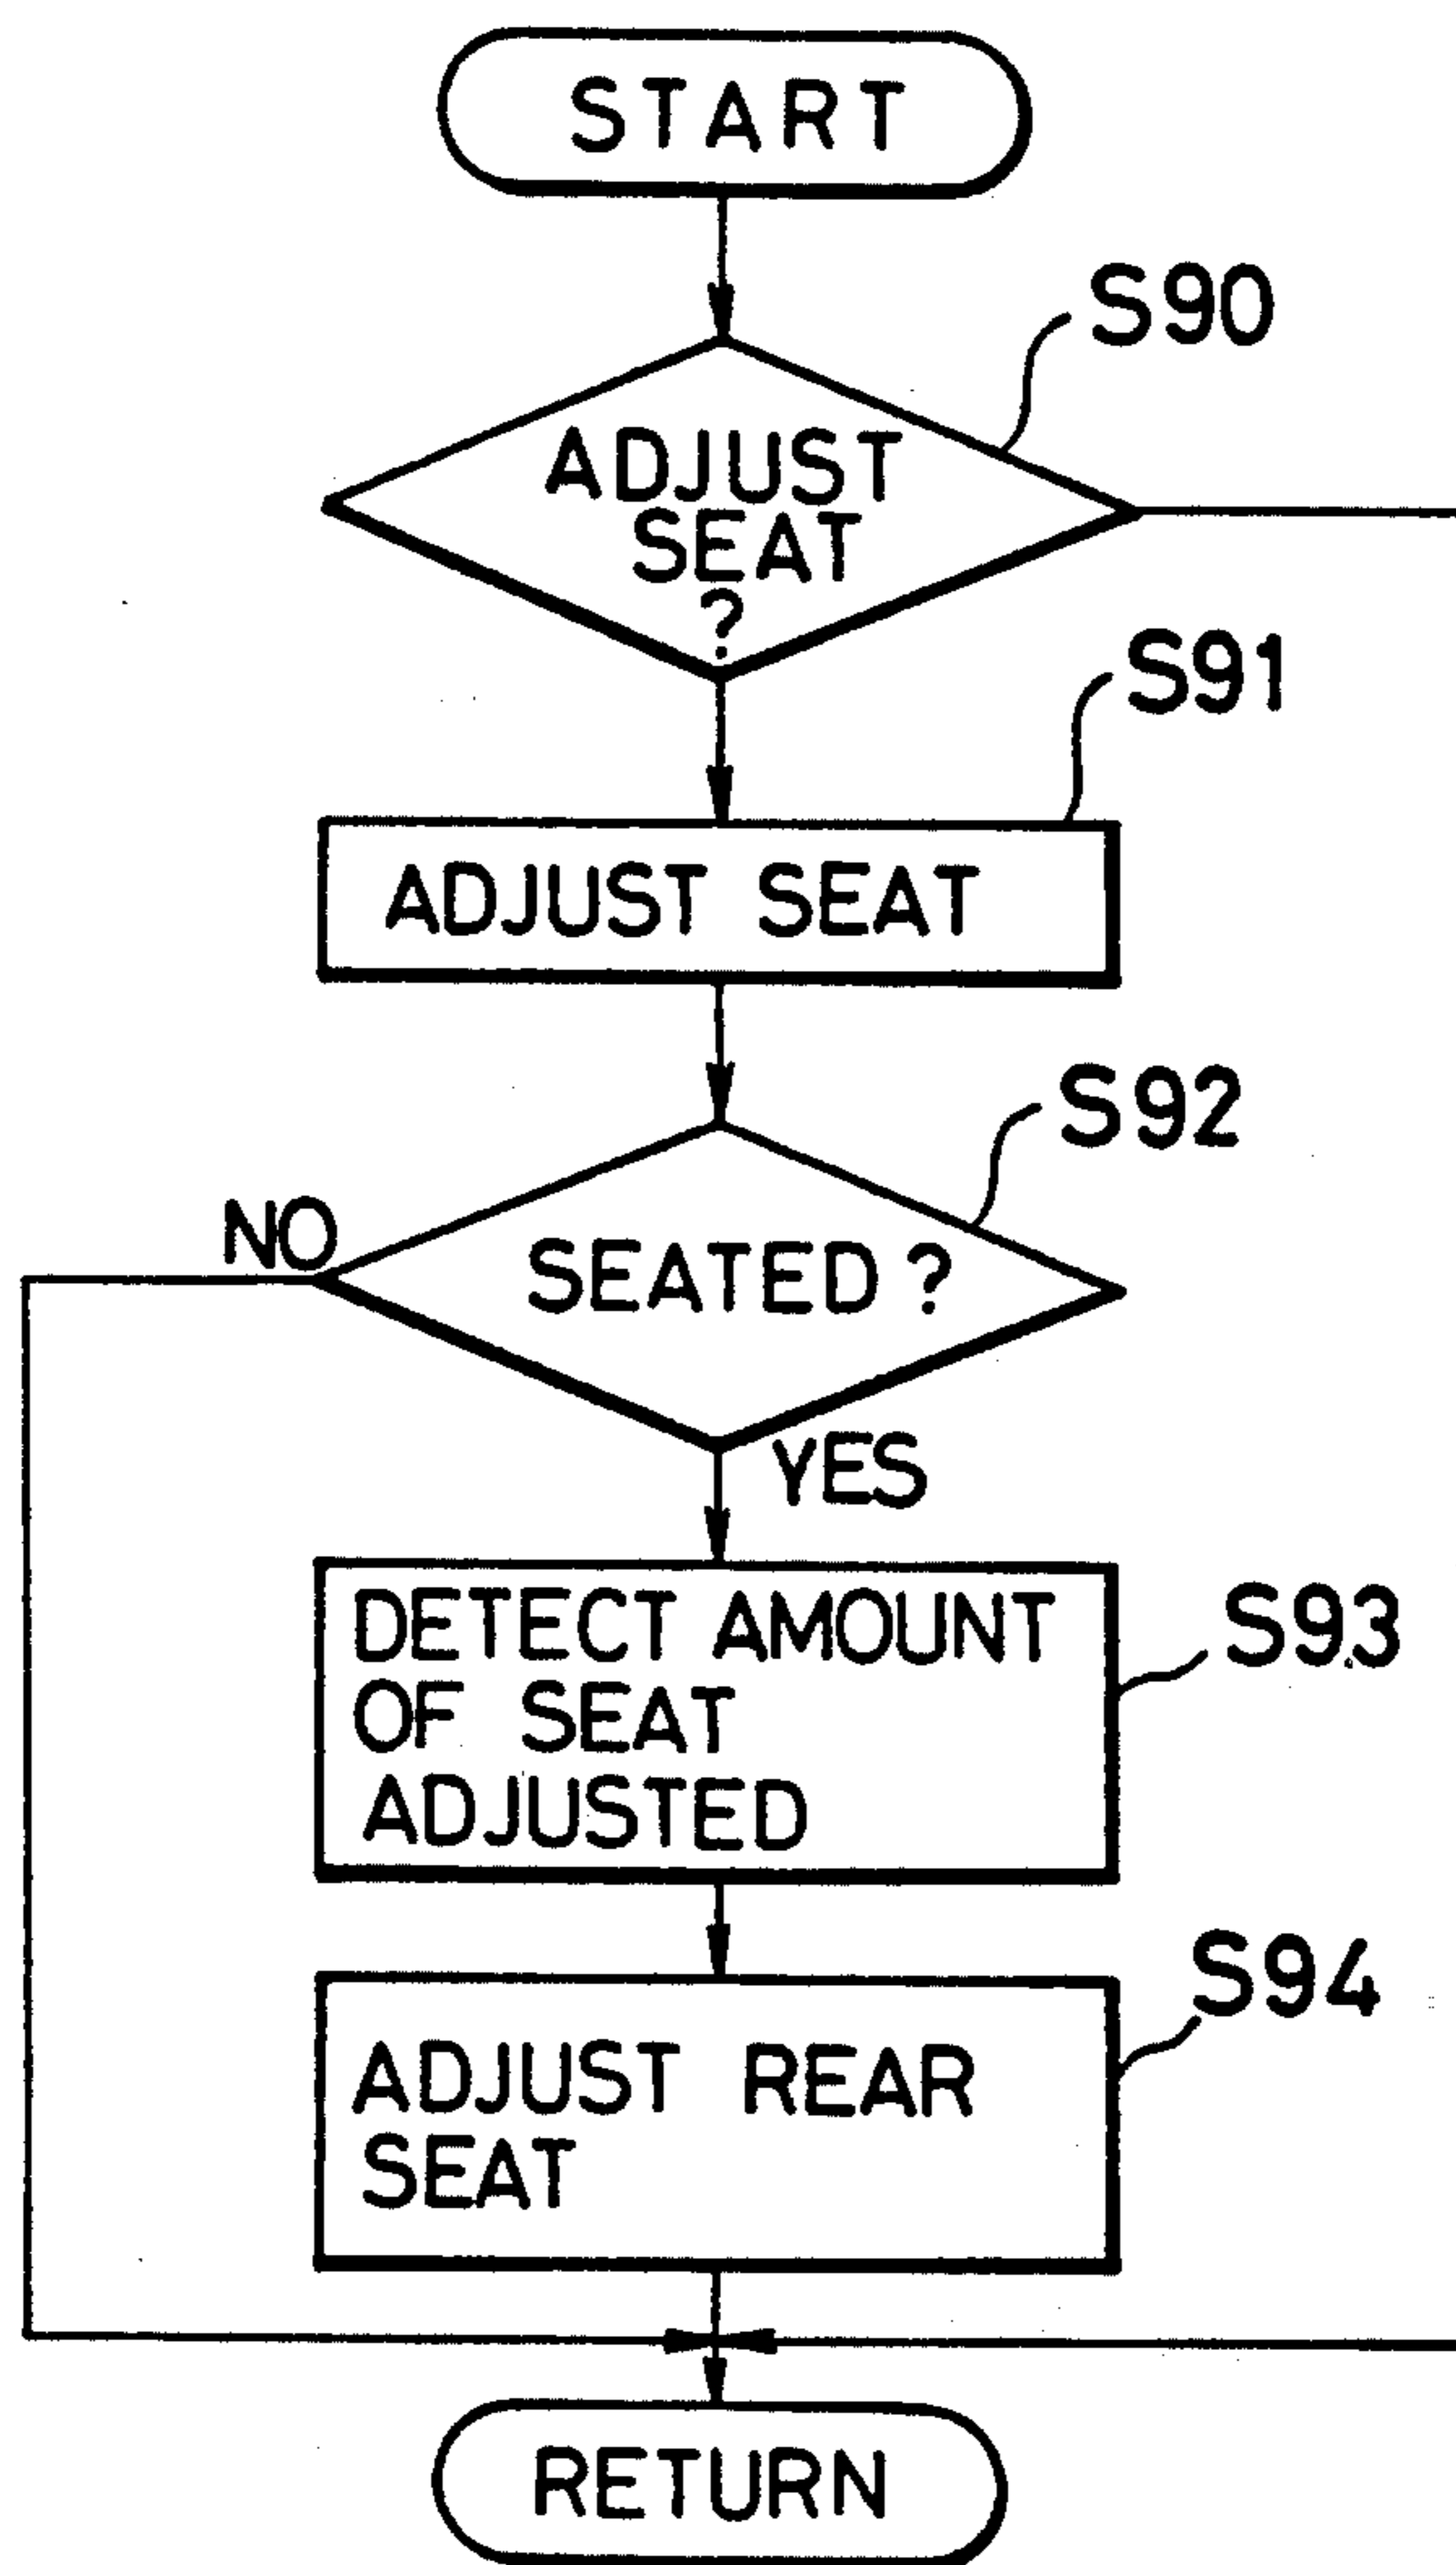 START
S90
ADJUST
SEAT
?
S91
ADJUST SEAT
S92
NO
SEATED ?
YES
DETECT AMOUNT
OF SEAT
ADJUSTED
S93
S94
ADJUST REAR
SEAT
RETURN